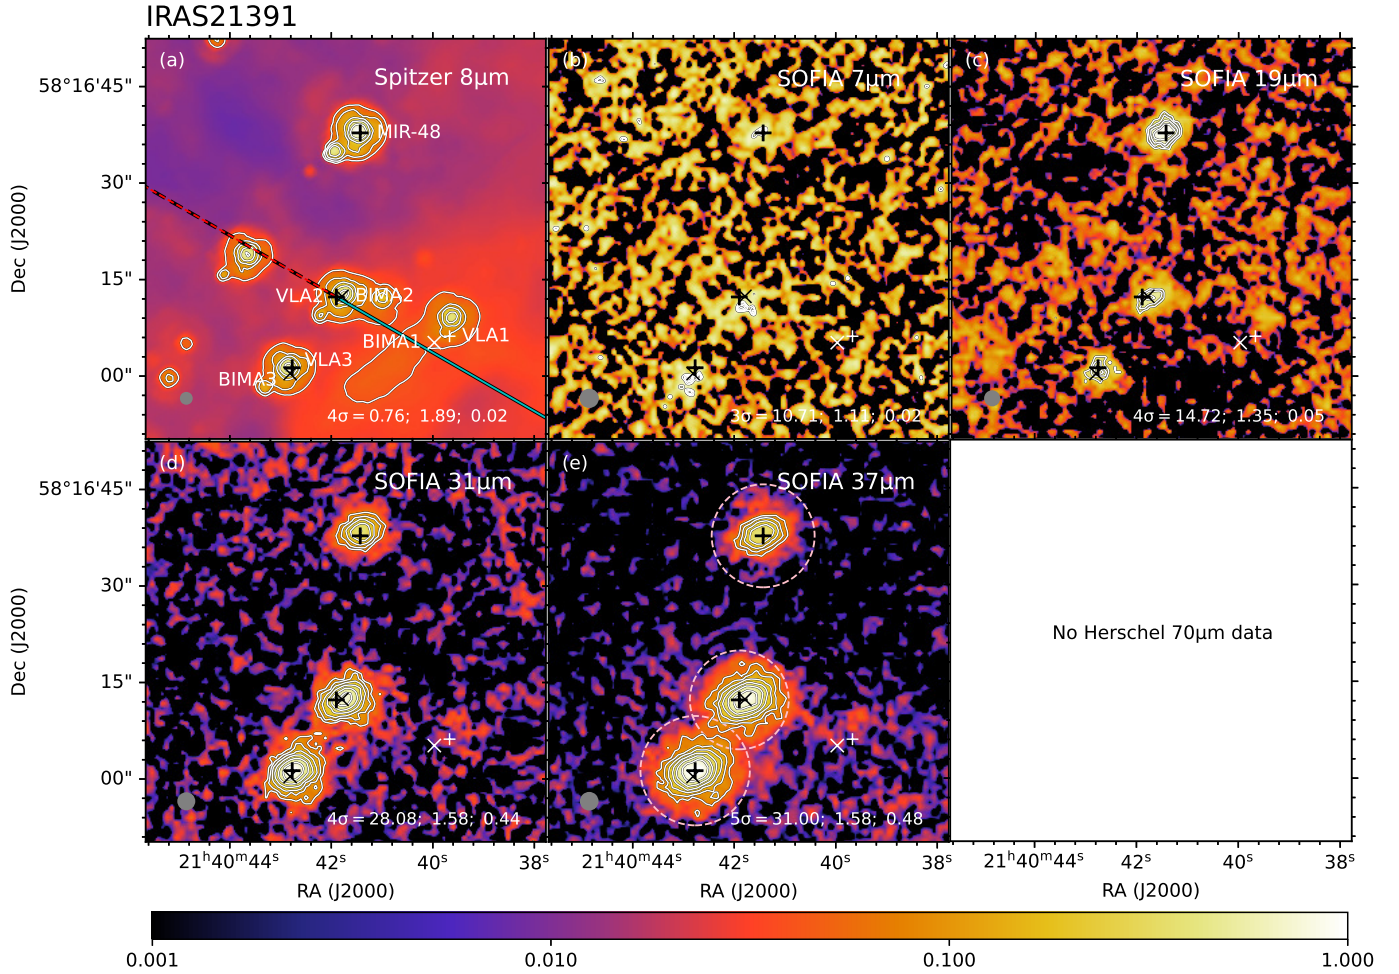 IRAS21391
(a)
Spitzer 8μm
MIR-48
VLA2
BIMA2
BIMA1
VLA1
VLA3
BIMA3
4σ=0.76; 1.89; 0.02
(b)
SOFIA 7μm
3σ=10.71; 1.11; 0.02
(c)
SOFIA 19μm
4σ=14.72; 1.35; 0.05
58°16'45"
30"
15"
00"
Dec (J2000)
(d)
SOFIA 31μm
4σ=28.08; 1.58; 0.44
(e)
SOFIA 37μm
5σ=31.00; 1.58; 0.48
No Herschel 70μm data
58°16'45"
30"
15"
00"
Dec (J2000)
21ʰ40ᵐ44ˢ 42ˢ 40ˢ 38ˢ
21ʰ40ᵐ44ˢ 42ˢ 40ˢ 38ˢ
21ʰ40ᵐ44ˢ 42ˢ 40ˢ 38ˢ
RA (J2000)
RA (J2000)
RA (J2000)
0.001 0.010 0.100 1.000